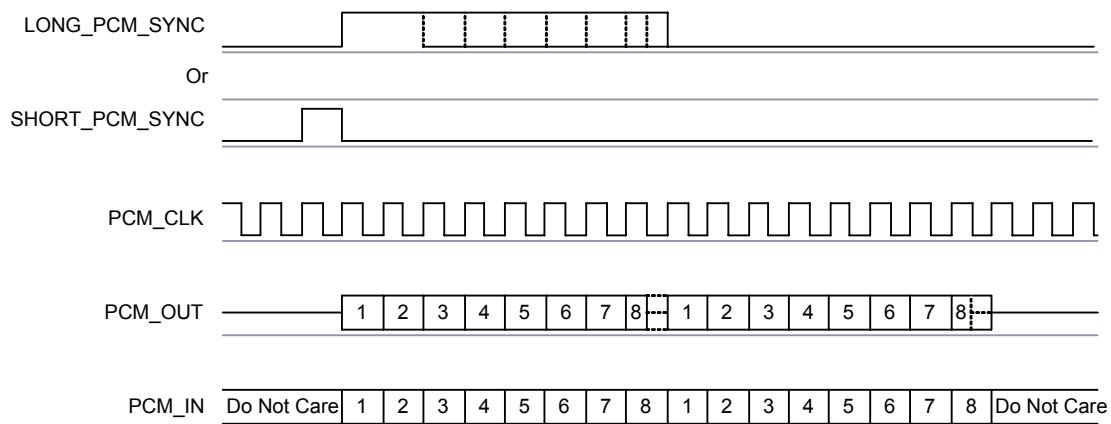 LONG_PCM_SYNC
Or
SHORT_PCM_SYNC
PCM_CLK
PCM_OUT 1 2 3 4 5 6 7 8 1 2 3 4 5 6 7 8
PCM_IN Do Not Care 1 2 3 4 5 6 7 8 1 2 3 4 5 6 7 8 Do Not Care